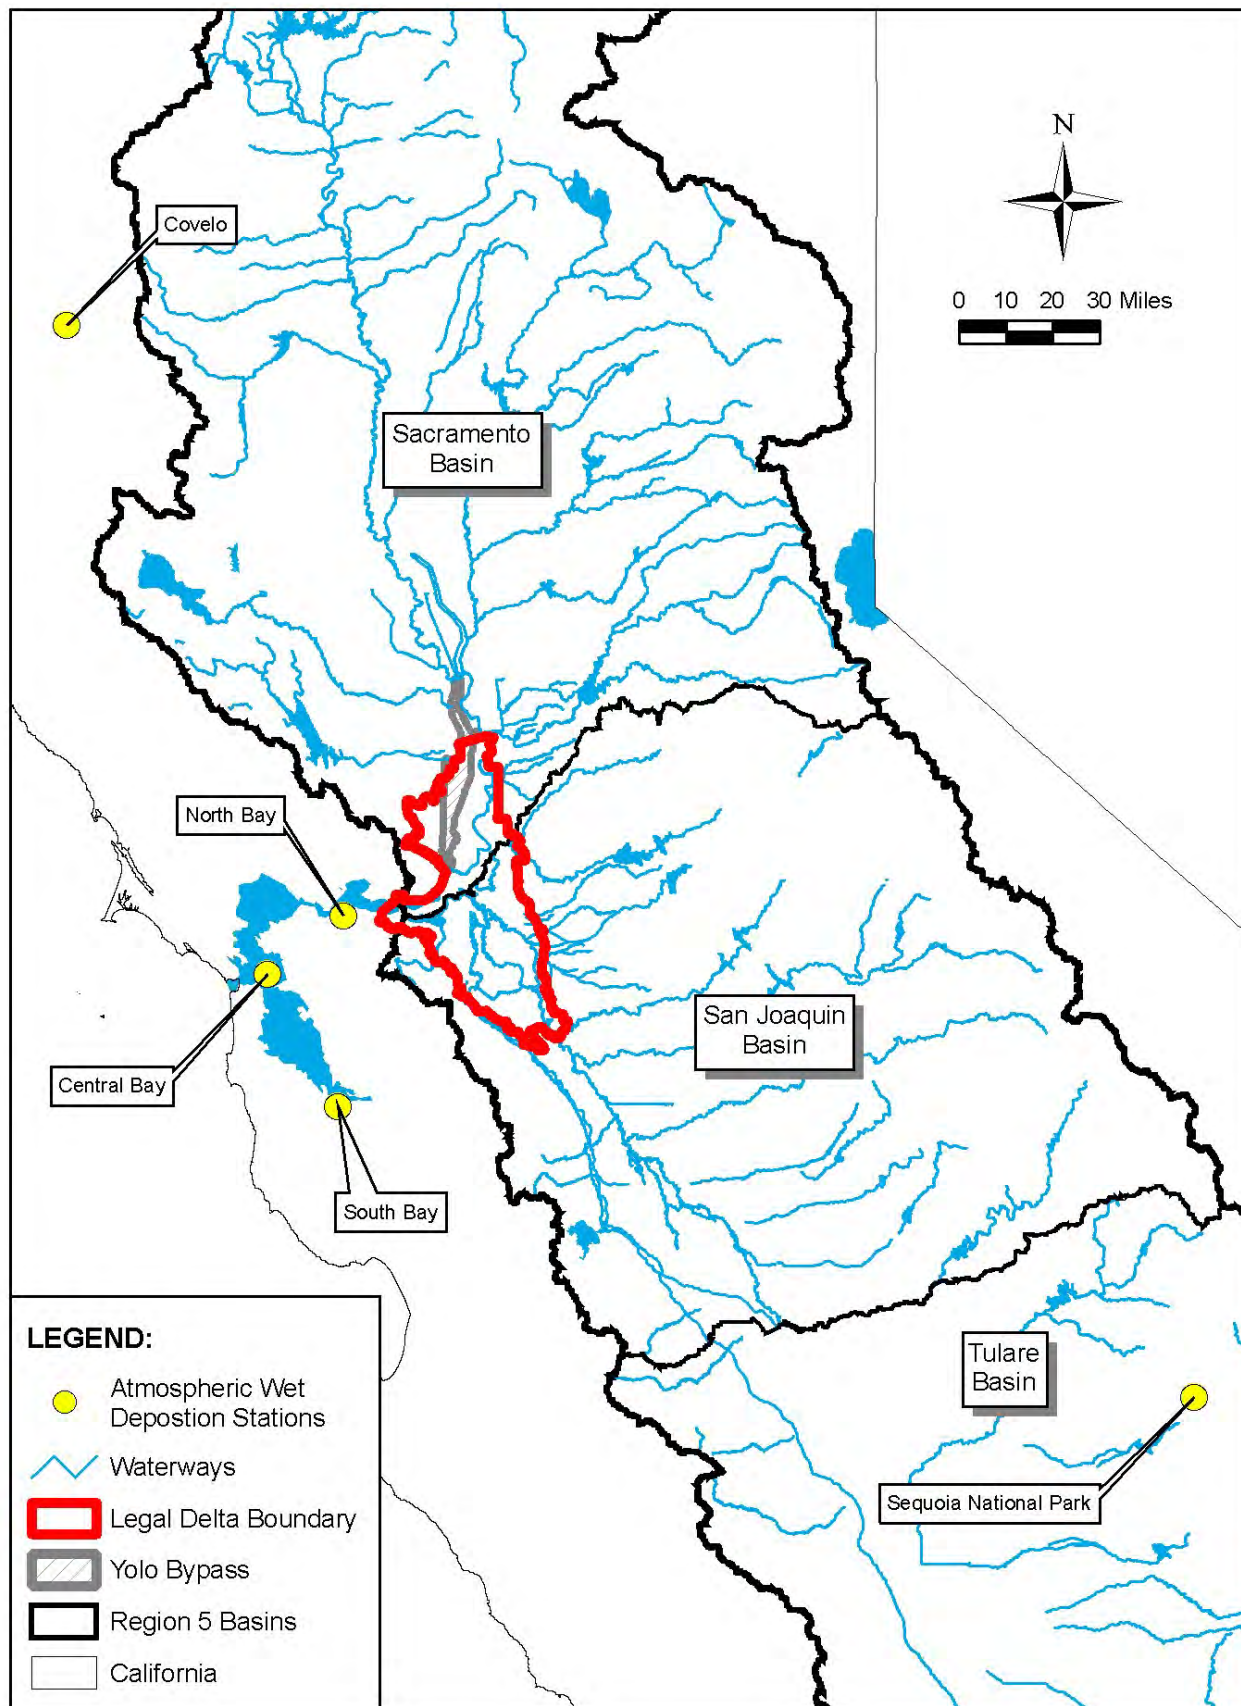 N
0 10 20 30 Miles
Covelo
Sacramento
Basin
North Bay
Central Bay
South Bay
San Joaquin
Basin
Tulare
Basin
Sequoia National Park
LEGEND:
Atmospheric Wet
Depostion Stations
Waterways
Legal Delta Boundary
Yolo Bypass
Region 5 Basins
California